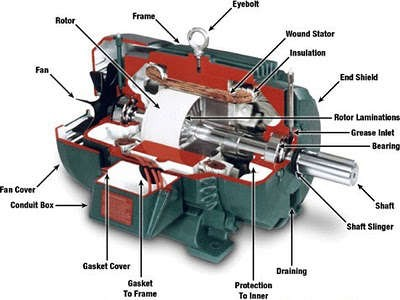 Eyebolt
Frame
Rotor
Wound Stator
Insulation
Fan
End Shield
Rotor Laminations
Grease Inlet
Bearing
Fan Cover
Shaft
Conduit Box
Shaft Slinger
Gasket Cover
Gasket
To Frame
Protection
To Inner
Draining